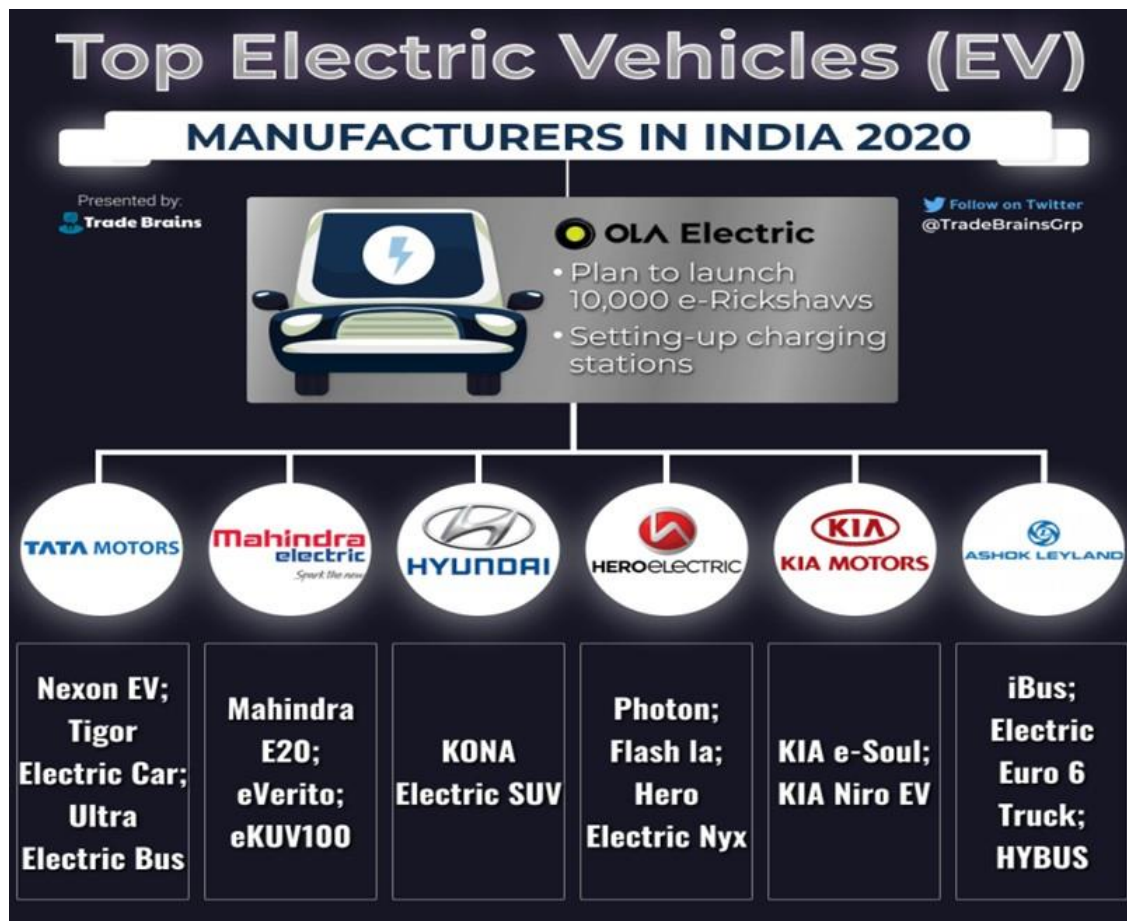 Top Electric Vehicles (EV)
MANUFACTURERS IN INDIA 2020
Presented by:
Trade Brains
Follow on Twitter
@TradeBrainsGrp
OLA Electric
• Plan to launch
10,000 e-Rickshaws
• Setting-up charging
stations
TATA MOTORS
Mahindra
electric
Spark the new
HYUNDAI
HERO ELECTRIC
KIA
KIA MOTORS
ASHOK LEYLAND
Nexon EV;
Tigor
Electric Car;
Ultra
Electric Bus
Mahindra
E20;
eVerito;
eKUV100
KONA
Electric SUV
Photon;
Flash la;
Hero
Electric Nyx
KIA e-Soul;
KIA Niro EV
iBus;
Electric
Euro 6
Truck;
HYBUS